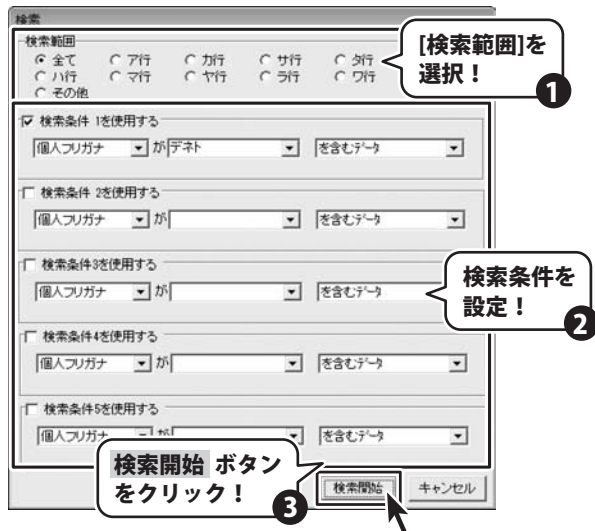 検索
検索範囲
全て ア行 カ行 サ行 タ行
ハ行 マ行 ヤ行 ラ行 ワ行
その他
[検索範囲]を
選択！
1
検索条件 1を使用する
個人フリガナ が デネト を含むデータ
検索条件 2を使用する
個人フリガナ が を含むデータ
検索条件3を使用する
個人フリガナ が を含むデータ
検索条件を
設定！
2
検索条件4を使用する
個人フリガナ が を含むデータ
検索条件5を使用する
個人フリガナ が を含むデータ
検索開始 ボタン
をクリック！
3
検索開始 キャンセル